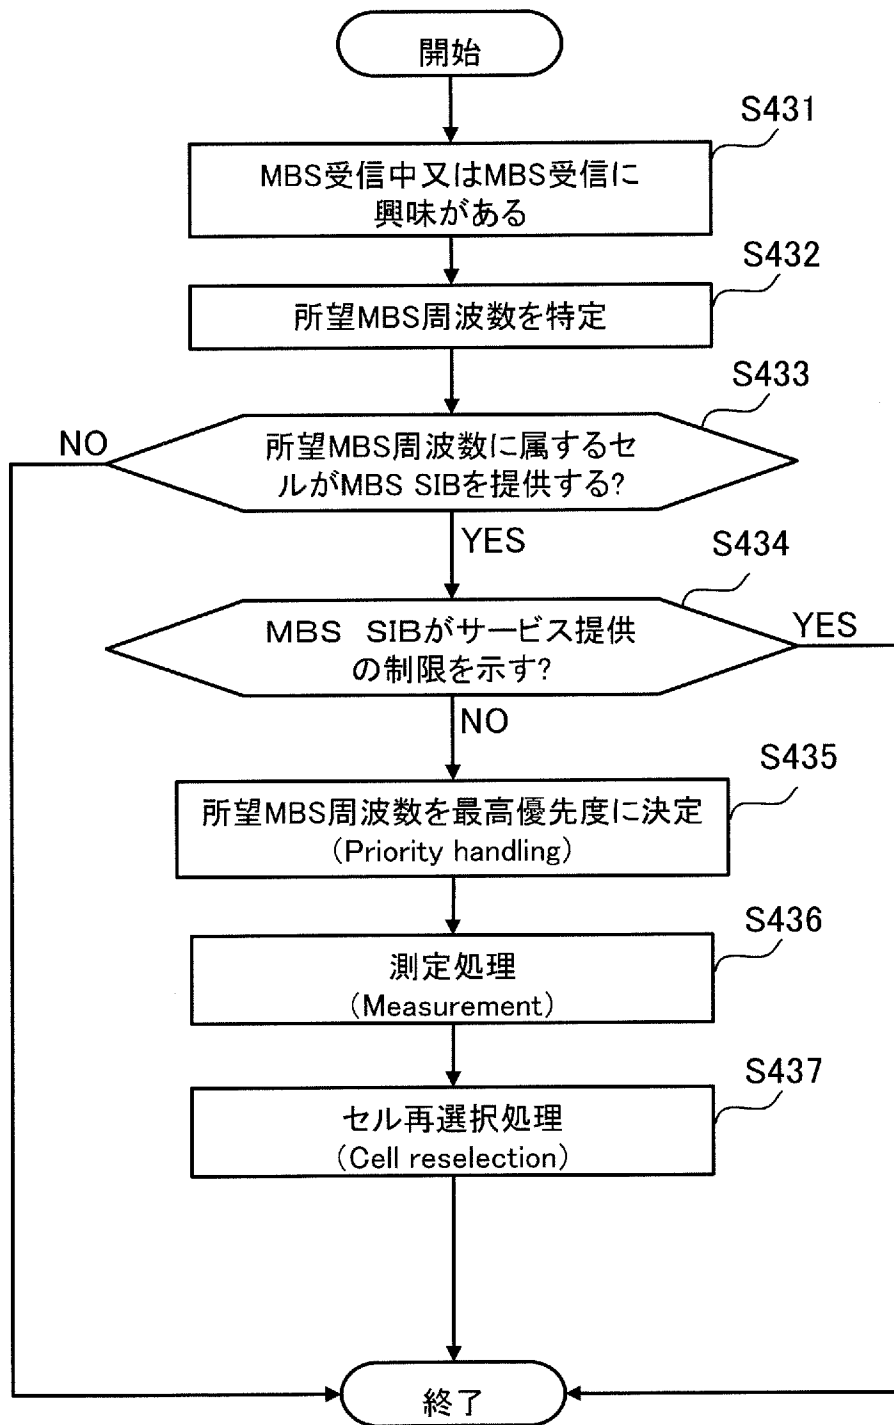 開始
S431
MBS受信中又はMBS受信に
興味がある
S432
所望MBS周波数を特定
S433
NO
所望MBS周波数に属するセ
ルがMBS SIBを提供する?
YES
S434
MBS　SIBがサービス提供
の制限を示す?
YES
NO
S435
所望MBS周波数を最高優先度に決定
（Priority handling）
S436
測定処理
（Measurement）
S437
セル再選択処理
（Cell reselection）
終了